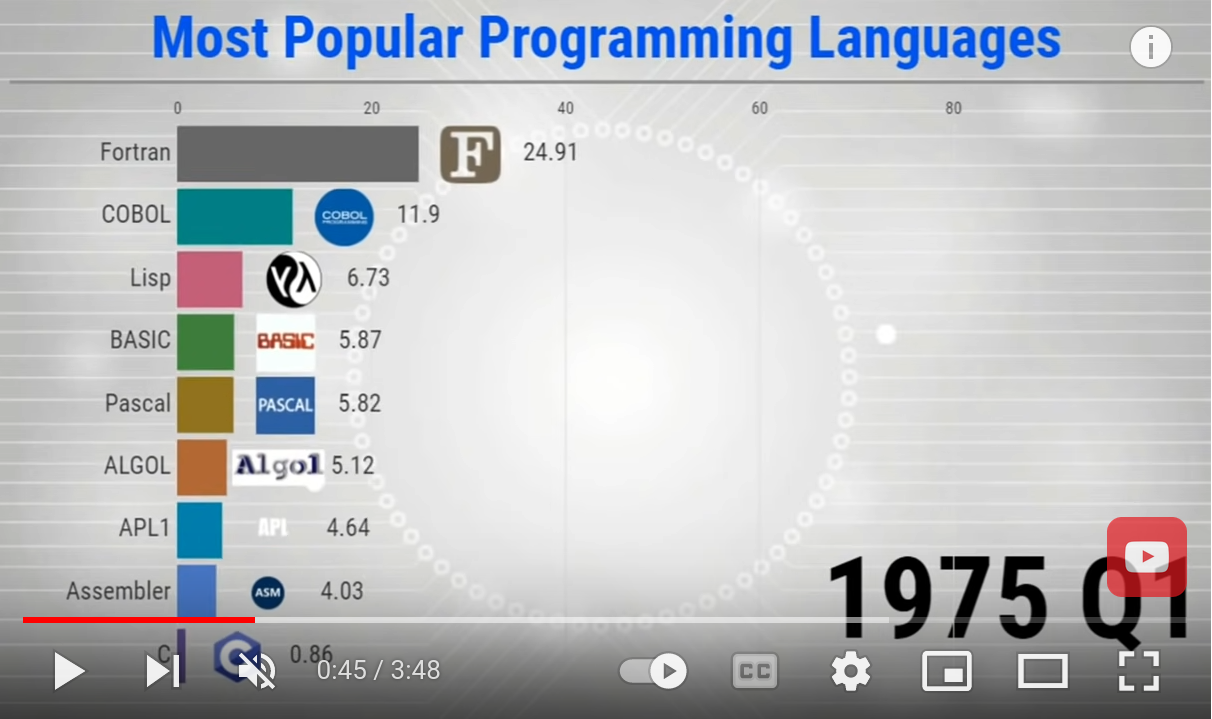 Most Popular Programming Languages
i
0 20 40 60 80
Fortran F 24.91
COBOL COBOL PROGRAMMING 11.9
Lisp 6.73
BASIC BASIC 5.87
Pascal PASCAL 5.82
ALGOL Algol 5.12
APL1 APL 4.64
Assembler ASM 4.03
C C 0.86
1975 Q1
0:45 / 3:48
CC